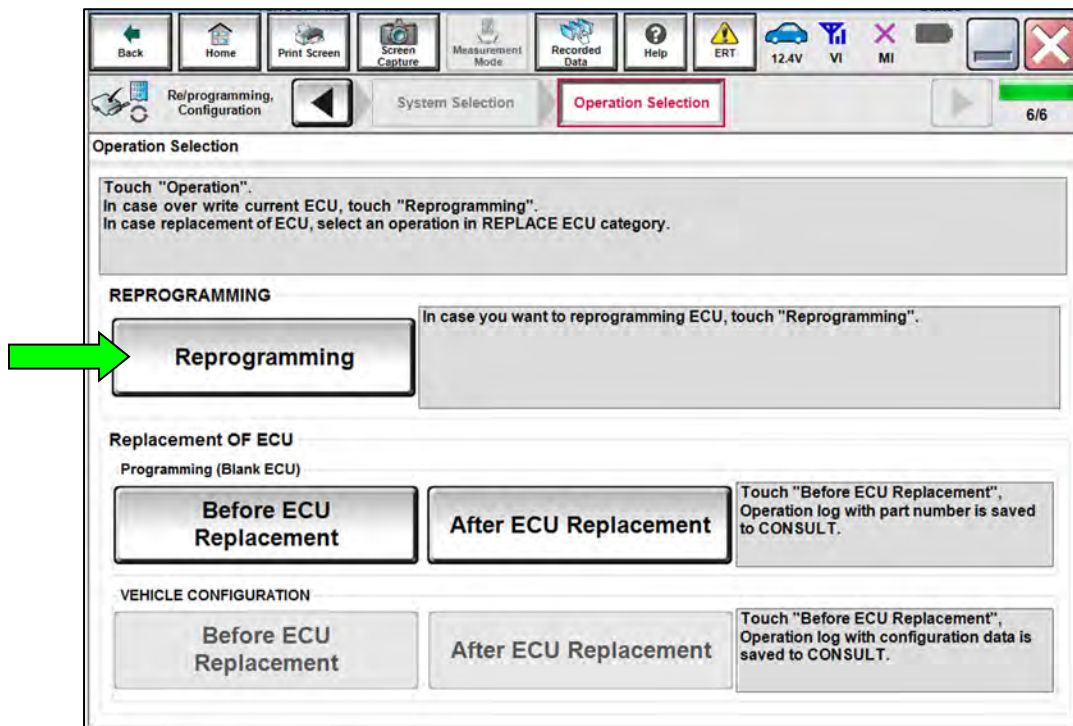 Back
Home
Print Screen
Screen
Capture
Measurement
Mode
Recorded
Data
Help
ERT
12.4V
VI
MI
Re/programming,
Configuration
System Selection
Operation Selection
6/6
Operation Selection
Touch "Operation".
In case over write current ECU, touch "Reprogramming".
In case replacement of ECU, select an operation in REPLACE ECU category.
REPROGRAMMING
Reprogramming
In case you want to reprogramming ECU, touch "Reprogramming".
Replacement OF ECU
Programming (Blank ECU)
Before ECU
Replacement
After ECU Replacement
Touch "Before ECU Replacement",
Operation log with part number is saved
to CONSULT.
VEHICLE CONFIGURATION
Before ECU
Replacement
After ECU Replacement
Touch "Before ECU Replacement",
Operation log with configuration data is
saved to CONSULT.